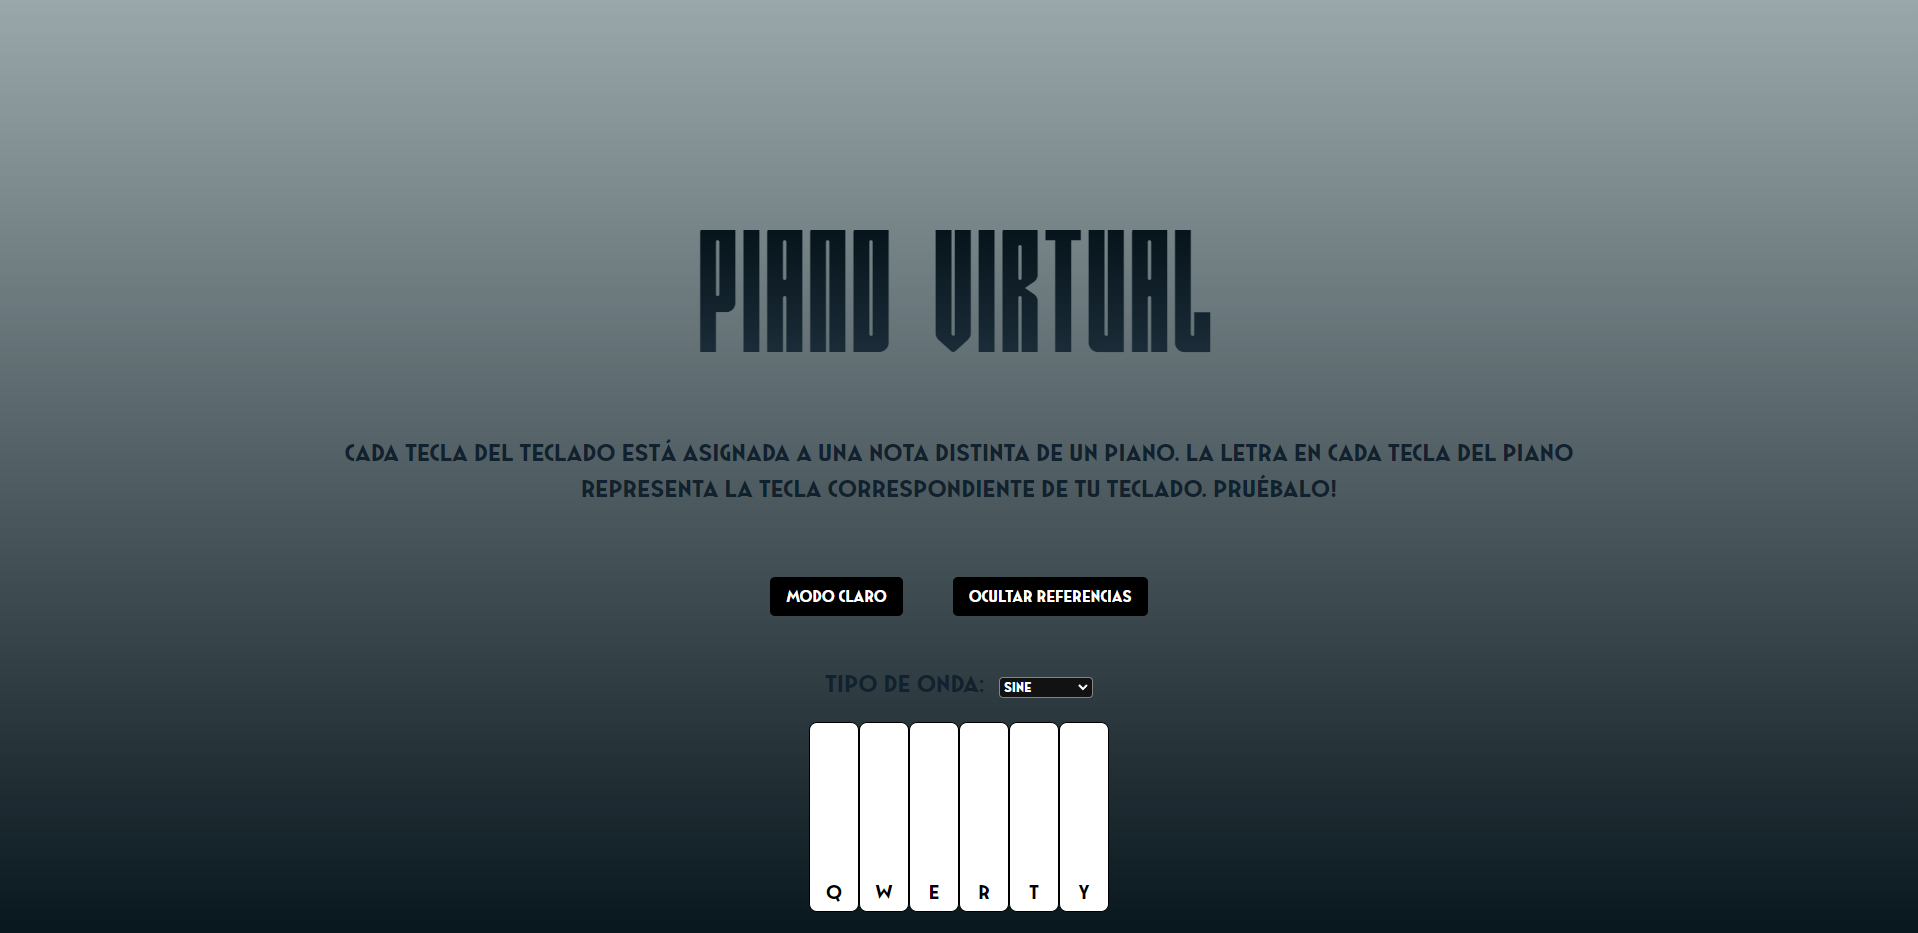 PIANO VIRTUAL
CADA TECLA DEL TECLADO ESTÁ ASIGNADA A UNA NOTA DISTINTA DE UN PIANO. LA LETRA EN CADA TECLA DEL PIANO
REPRESENTA LA TECLA CORRESPONDIENTE DE TU TECLADO. PRUÉBALO!
MODO CLARO OCULTAR REFERENCIAS
TIPO DE ONDA: SINE
Q W E R T Y